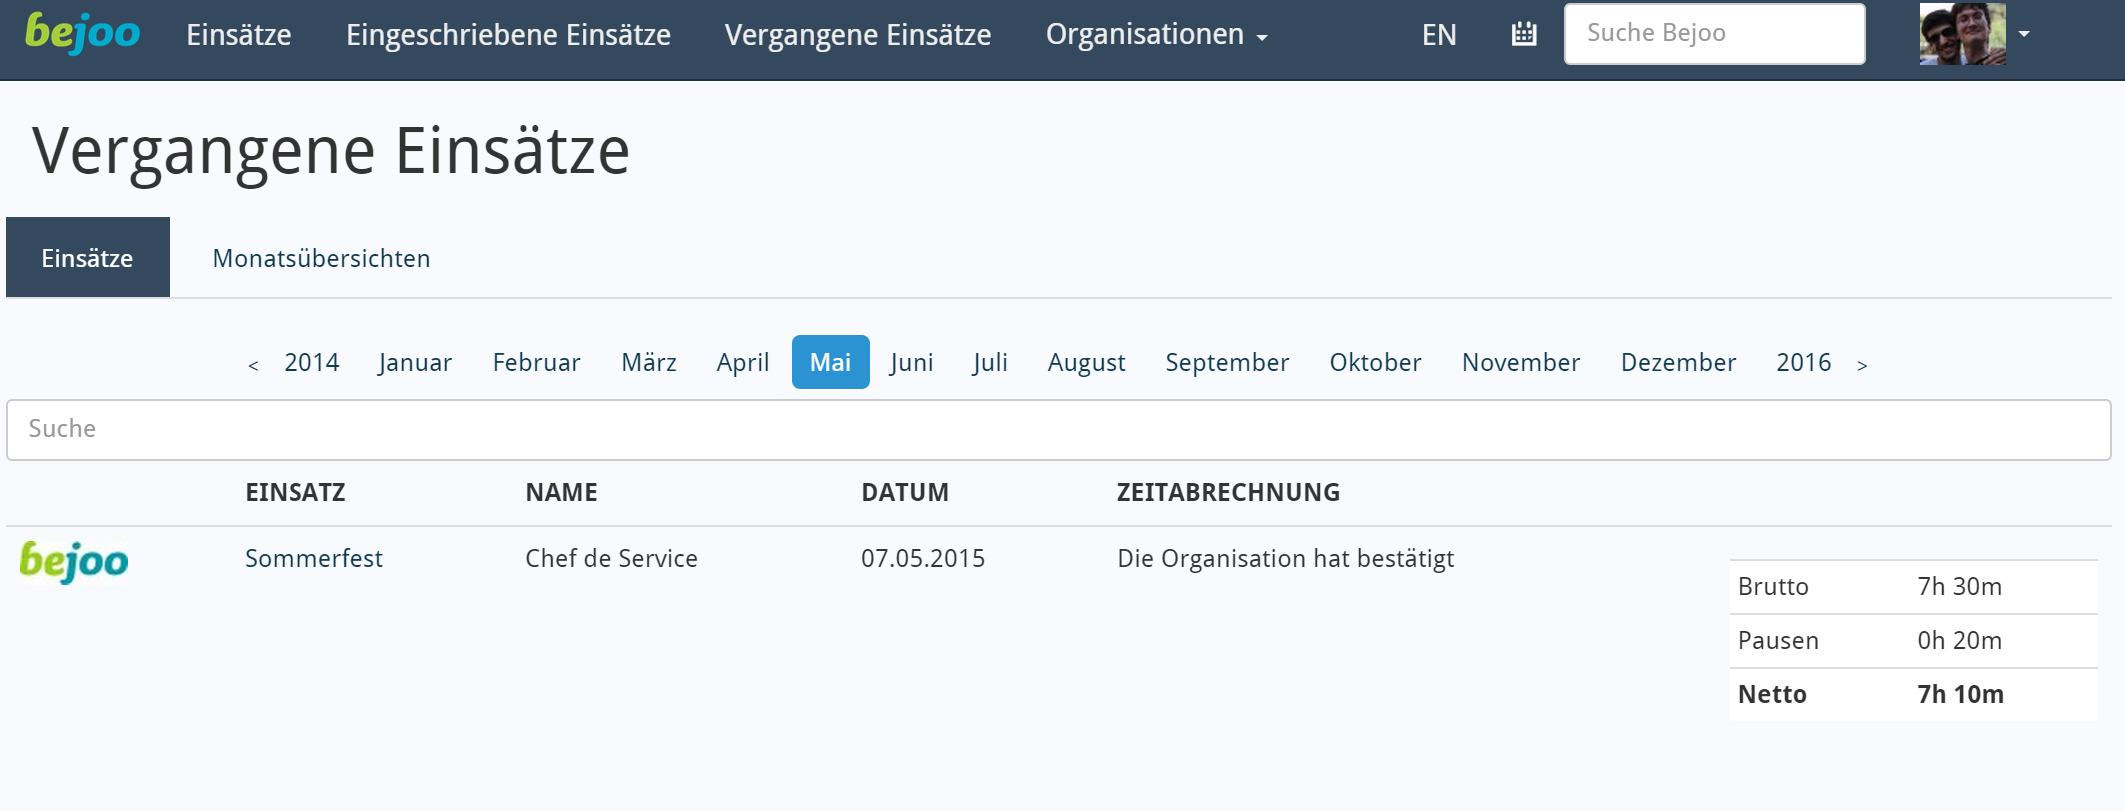 bejoo Einsätze Eingeschriebene Einsätze Vergangene Einsätze Organisationen EN Suche Bejoo
Vergangene Einsätze
Einsätze Monatsübersichten
< 2014 Januar Februar März April Mai Juni Juli August September Oktober November Dezember 2016 >
Suche
EINSATZ NAME DATUM ZEITABRECHNUNG
bejoo Sommerfest Chef de Service 07.05.2015 Die Organisation hat bestätigt
Brutto 7h 30m
Pausen 0h 20m
Netto 7h 10m